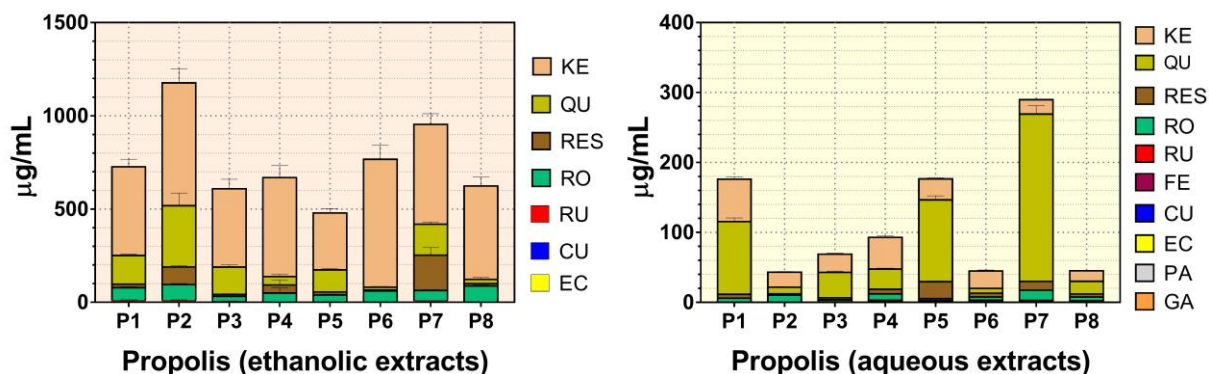 1500
1000
500
0
µg/mL
P1 P2 P3 P4 P5 P6 P7 P8
Propolis (ethanolic extracts)
KE
QU
RES
RO
RU
CU
EC
400
300
200
100
0
µg/mL
P1 P2 P3 P4 P5 P6 P7 P8
Propolis (aqueous extracts)
KE
QU
RES
RO
RU
FE
CU
EC
PA
GA